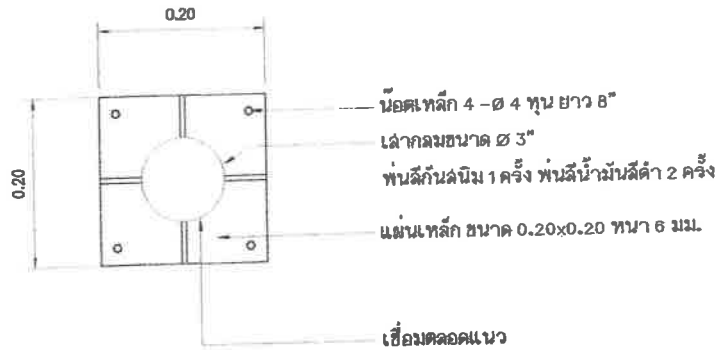 0.20
0.20
น๊อตเหล็ก 4 -Ø 4 หุน ยาว 8"
เสากลมขนาด Ø 3"
พ่นสีกันสนิม 1 ครั้ง พ่นสีน้ำมันสีดำ 2 ครั้ง
แผ่นเหล็ก ขนาด 0.20x0.20 หนา 6 มม.
เชื่อมตลอดแนว